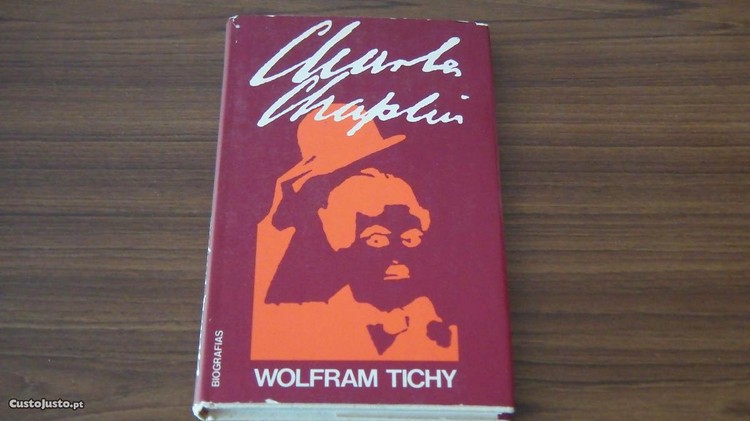 Charles
Chaplin
BIOGRAFIAS
WOLFRAM TICHY
CustoJusto.pt